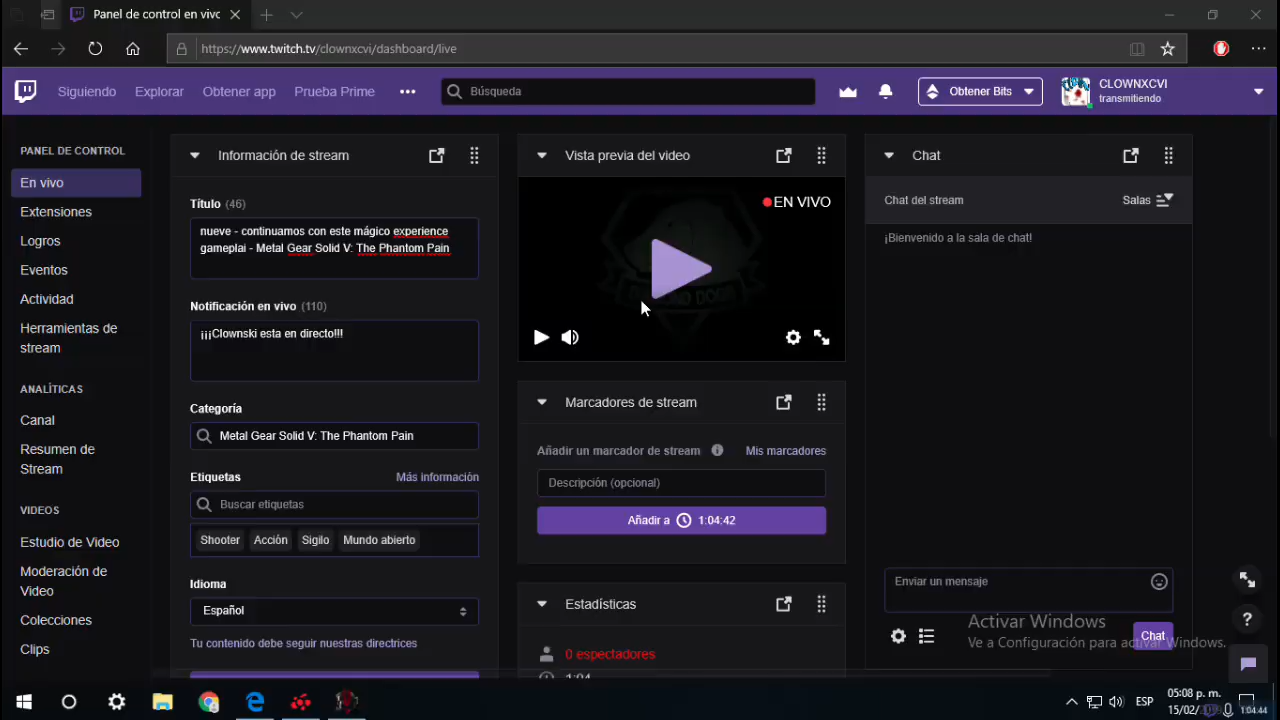 Panel de control en vivo
https://www.twitch.tv/clownxcvi/dashboard/live
Siguiendo
Explorar
Obtener app
Prueba Prime
Búsqueda
Obtener Bits
CLOWNXCVI
transmitiendo
PANEL DE CONTROL
En vivo
Extensiones
Logros
Eventos
Actividad
Herramientas de
stream
ANALÍTICAS
Canal
Resumen de
Stream
VIDEOS
Estudio de Video
Moderación de
Video
Colecciones
Clips
Información de stream
Título (46)
nueve - continuamos con este mágico experience
gameplai - Metal Gear Solid V: The Phantom Pain
Notificación en vivo (110)
¡¡¡Clownski esta en directo!!!
Categoría
Metal Gear Solid V: The Phantom Pain
Etiquetas
Más información
Buscar etiquetas
Shooter
Acción
Sigilo
Mundo abierto
Idioma
Español
Tu contenido debe seguir nuestras directrices
Vista previa del video
EN VIVO
Marcadores de stream
Añadir un marcador de stream
Mis marcadores
Descripción (opcional)
Añadir a 1:04:42
Estadísticas
0 espectadores
1:04
Chat
Chat del stream
Salas
¡Bienvenido a la sala de chat!
Enviar un mensaje
Chat
Activar Windows
Ve a Configuración para activar Windows.
ESP
05:08 p. m.
15/02/
1:04:44